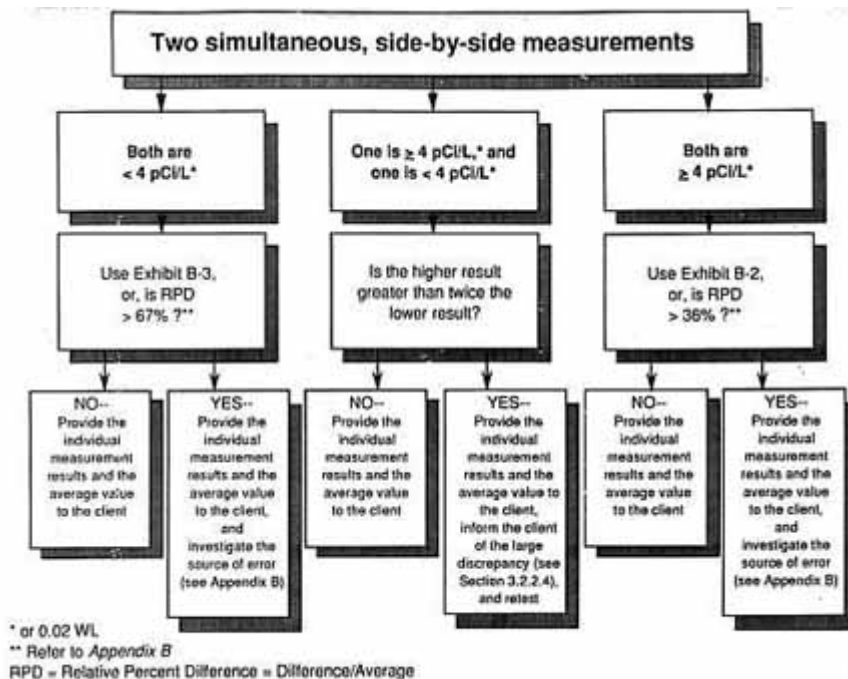 Two simultaneous, side-by-side measurements
Both are
< 4 pCi/L*
One is ≥ 4 pCi/L,* and
one is < 4 pCi/L*
Both are
≥ 4 pCi/L*
Use Exhibit B-3,
or, is RPD
> 67% ?**
Is the higher result
greater than twice the
lower result?
Use Exhibit B-2,
or, is RPD
> 36% ?**
NO--
Provide the
individual
measurement
results and the
average value
to the client
YES--
Provide the
individual
measurement
results and the
average value
to the client,
and
investigate the
source of error
(see Appendix B)
NO--
Provide the
individual
measurement
results and the
average value
to the client
YES--
Provide the
individual
measurement
results and the
average value to
the client,
inform the client
of the large
discrepancy (see
Section 3.2.2.4),
and retest
NO--
Provide the
individual
measurement
results and the
average value
to the client
YES--
Provide the
individual
measurement
results and the
average value
to the client,
and
investigate the
source of error
(see Appendix B)
* or 0.02 WL
** Refer to Appendix B
RPD = Relative Percent Difference = Difference/Average